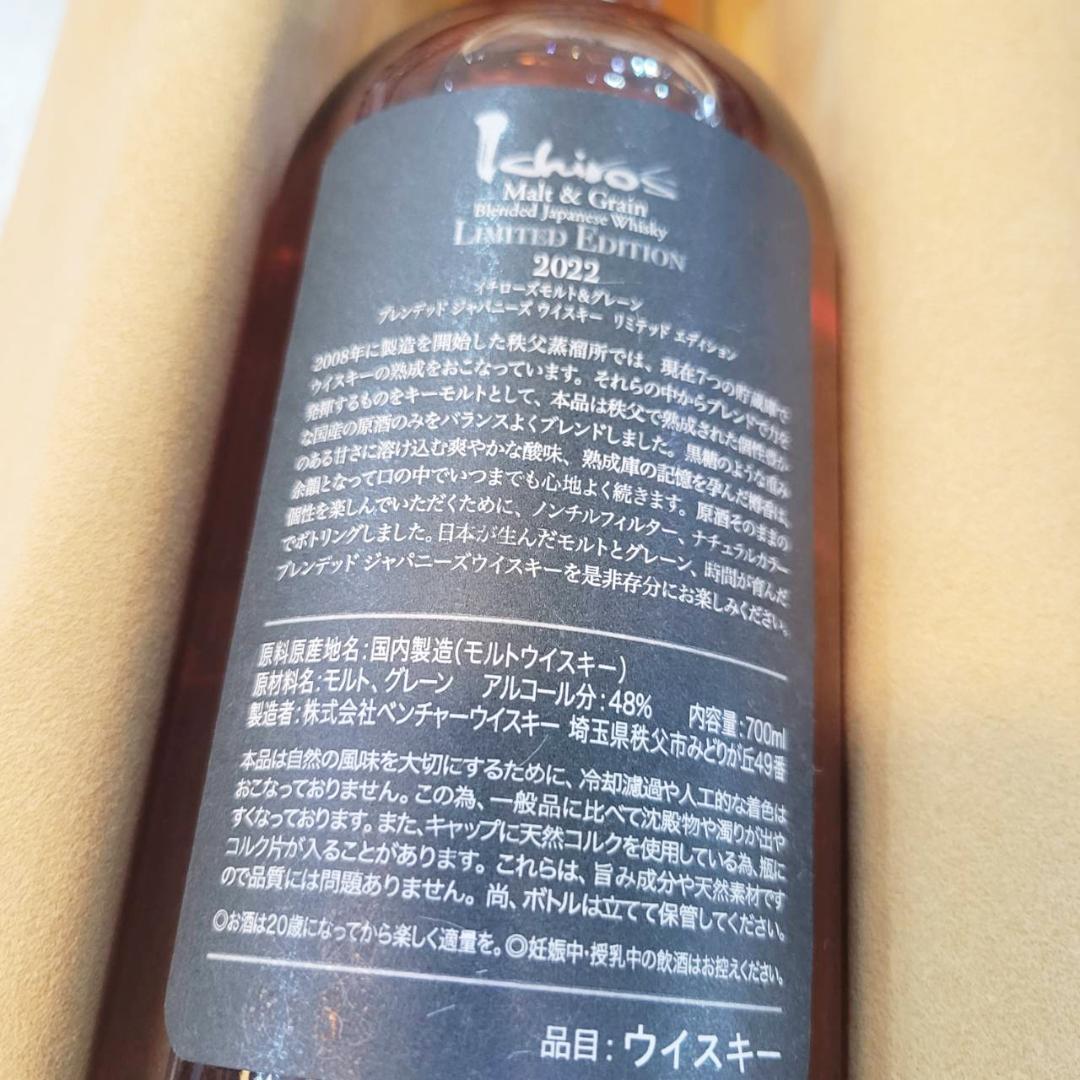 Ichiros
Malt & Grain
Blended Japanese Whisky
LIMITED EDITION
2022
イチローズモルト&グレーン
ブレンデッド ジャパニーズ ウイスキー リミテッド エディション
2008年に製造を開始した秩父蒸溜所では、現在7つの貯蔵庫で
ウイスキーの熟成をおこなっています。それらの中からブレンドで力を
発揮するものをキーモルトとして、本品は秩父で熟成された個性豊か
な国産の原酒のみをバランスよくブレンドしました。黒糖のような重み
のある甘さに溶け込む爽やかな酸味、熟成庫の記憶を孕んだ樽香は、
余韻となって口の中でいつまでも心地よく続きます。原酒そのままの
個性を楽しんでいただくために、ノンチルフィルター、ナチュラルカラー
でボトリングしました。日本が生んだモルトとグレーン、時間が育んだ
ブレンデッド ジャパニーズウイスキーを是非存分にお楽しみください。
原料原産地名:国内製造(モルトウイスキー)
原材料名:モルト、グレーン アルコール分:48% 内容量:700ml
製造者:株式会社ベンチャーウイスキー 埼玉県秩父市みどりが丘49番
本品は自然の風味を大切にするために、冷却濾過や人工的な着色は
おこなっておりません。この為、一般品に比べて沈殿物や濁りが出や
すくなっております。また、キャップに天然コルクを使用している為、瓶に
コルク片が入ることがあります。これらは、旨み成分や天然素材です
ので品質には問題ありません。尚、ボトルは立てて保管してください。
◎お酒は20歳になってから楽しく適量を。◎妊娠中・授乳中の飲酒はお控えください。
品目:ウイスキー